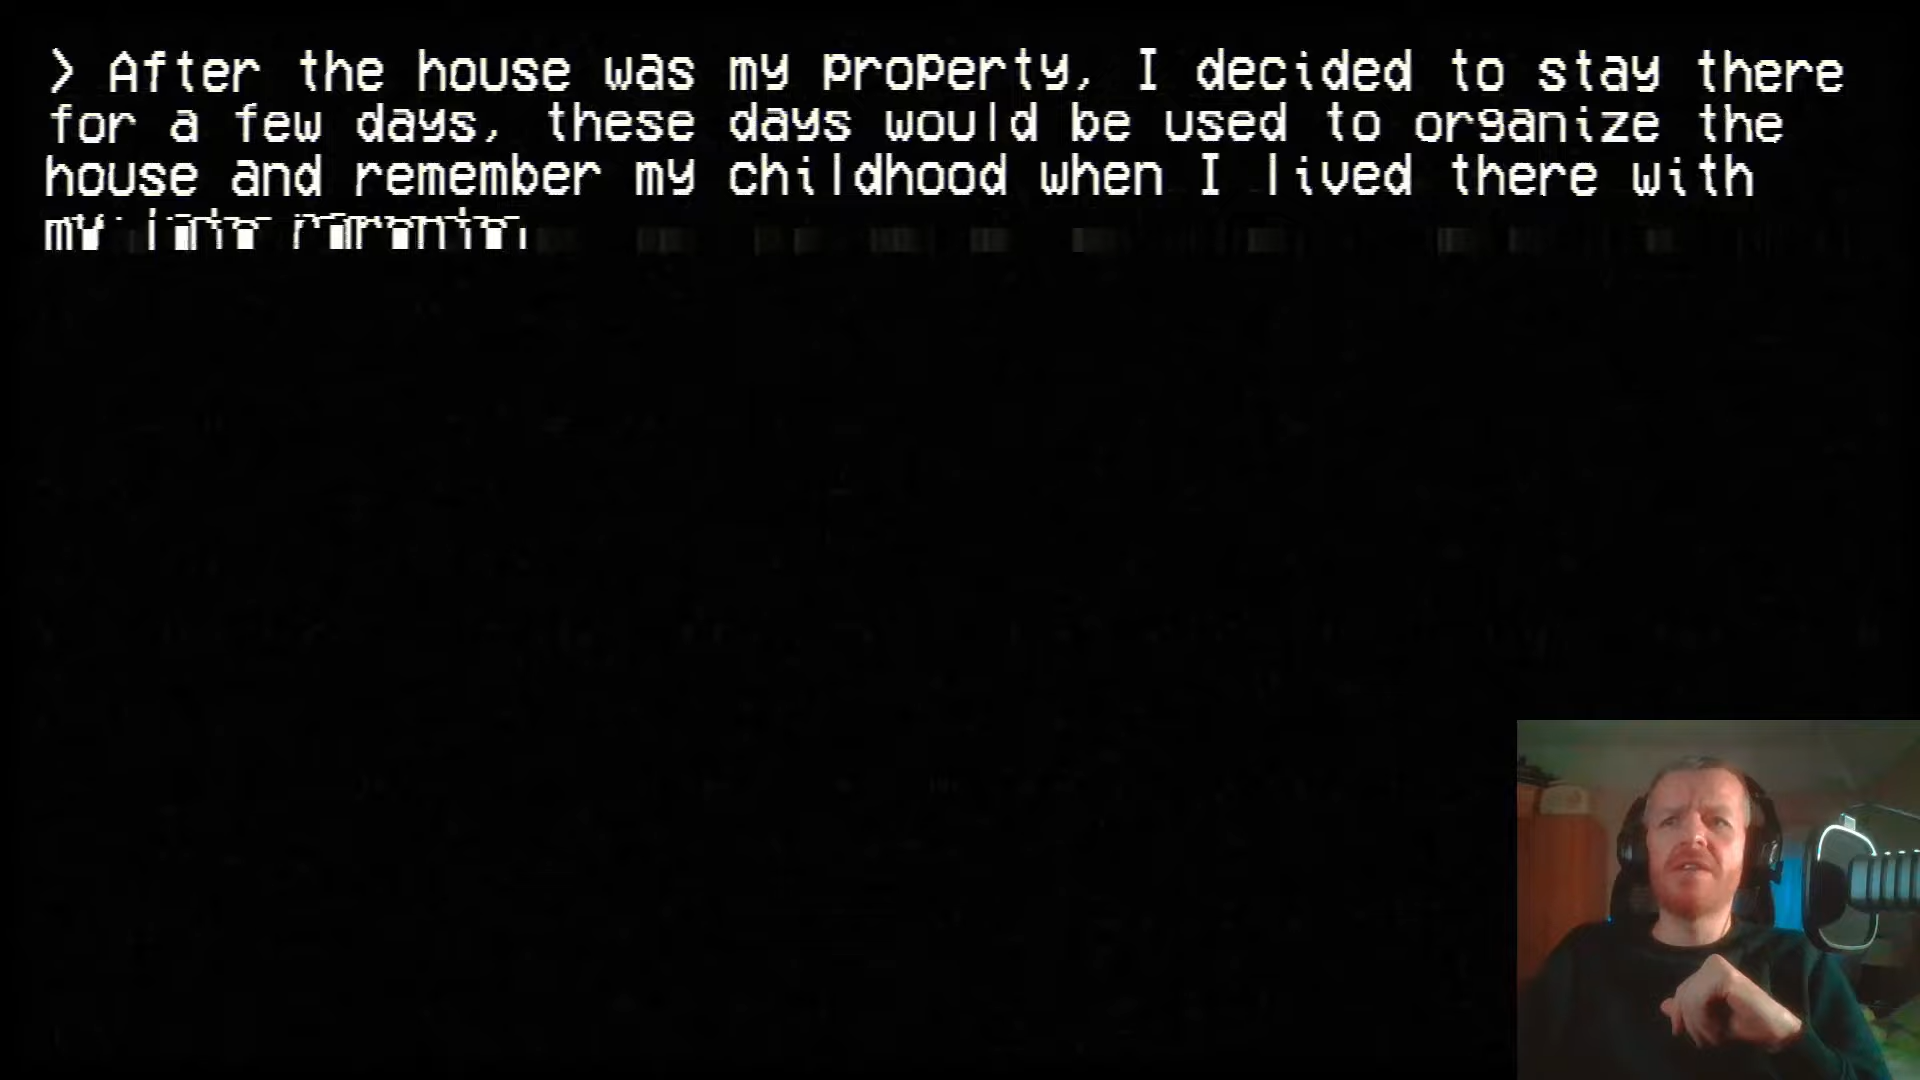 > After the house was my property, I decided to stay there
for a few days, these days would be used to organize the
house and remember my childhood when I lived there with
my